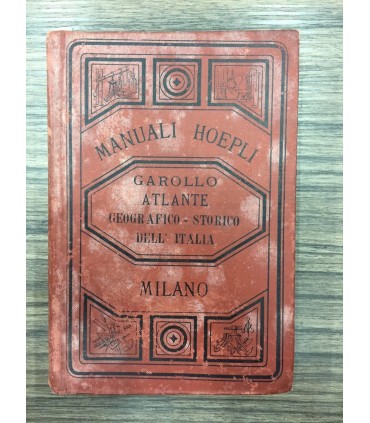 MANUALI HOEPLI
GAROLLO
ATLANTE
GEOGRAFICO - STORICO
DELL' ITALIA
MILANO